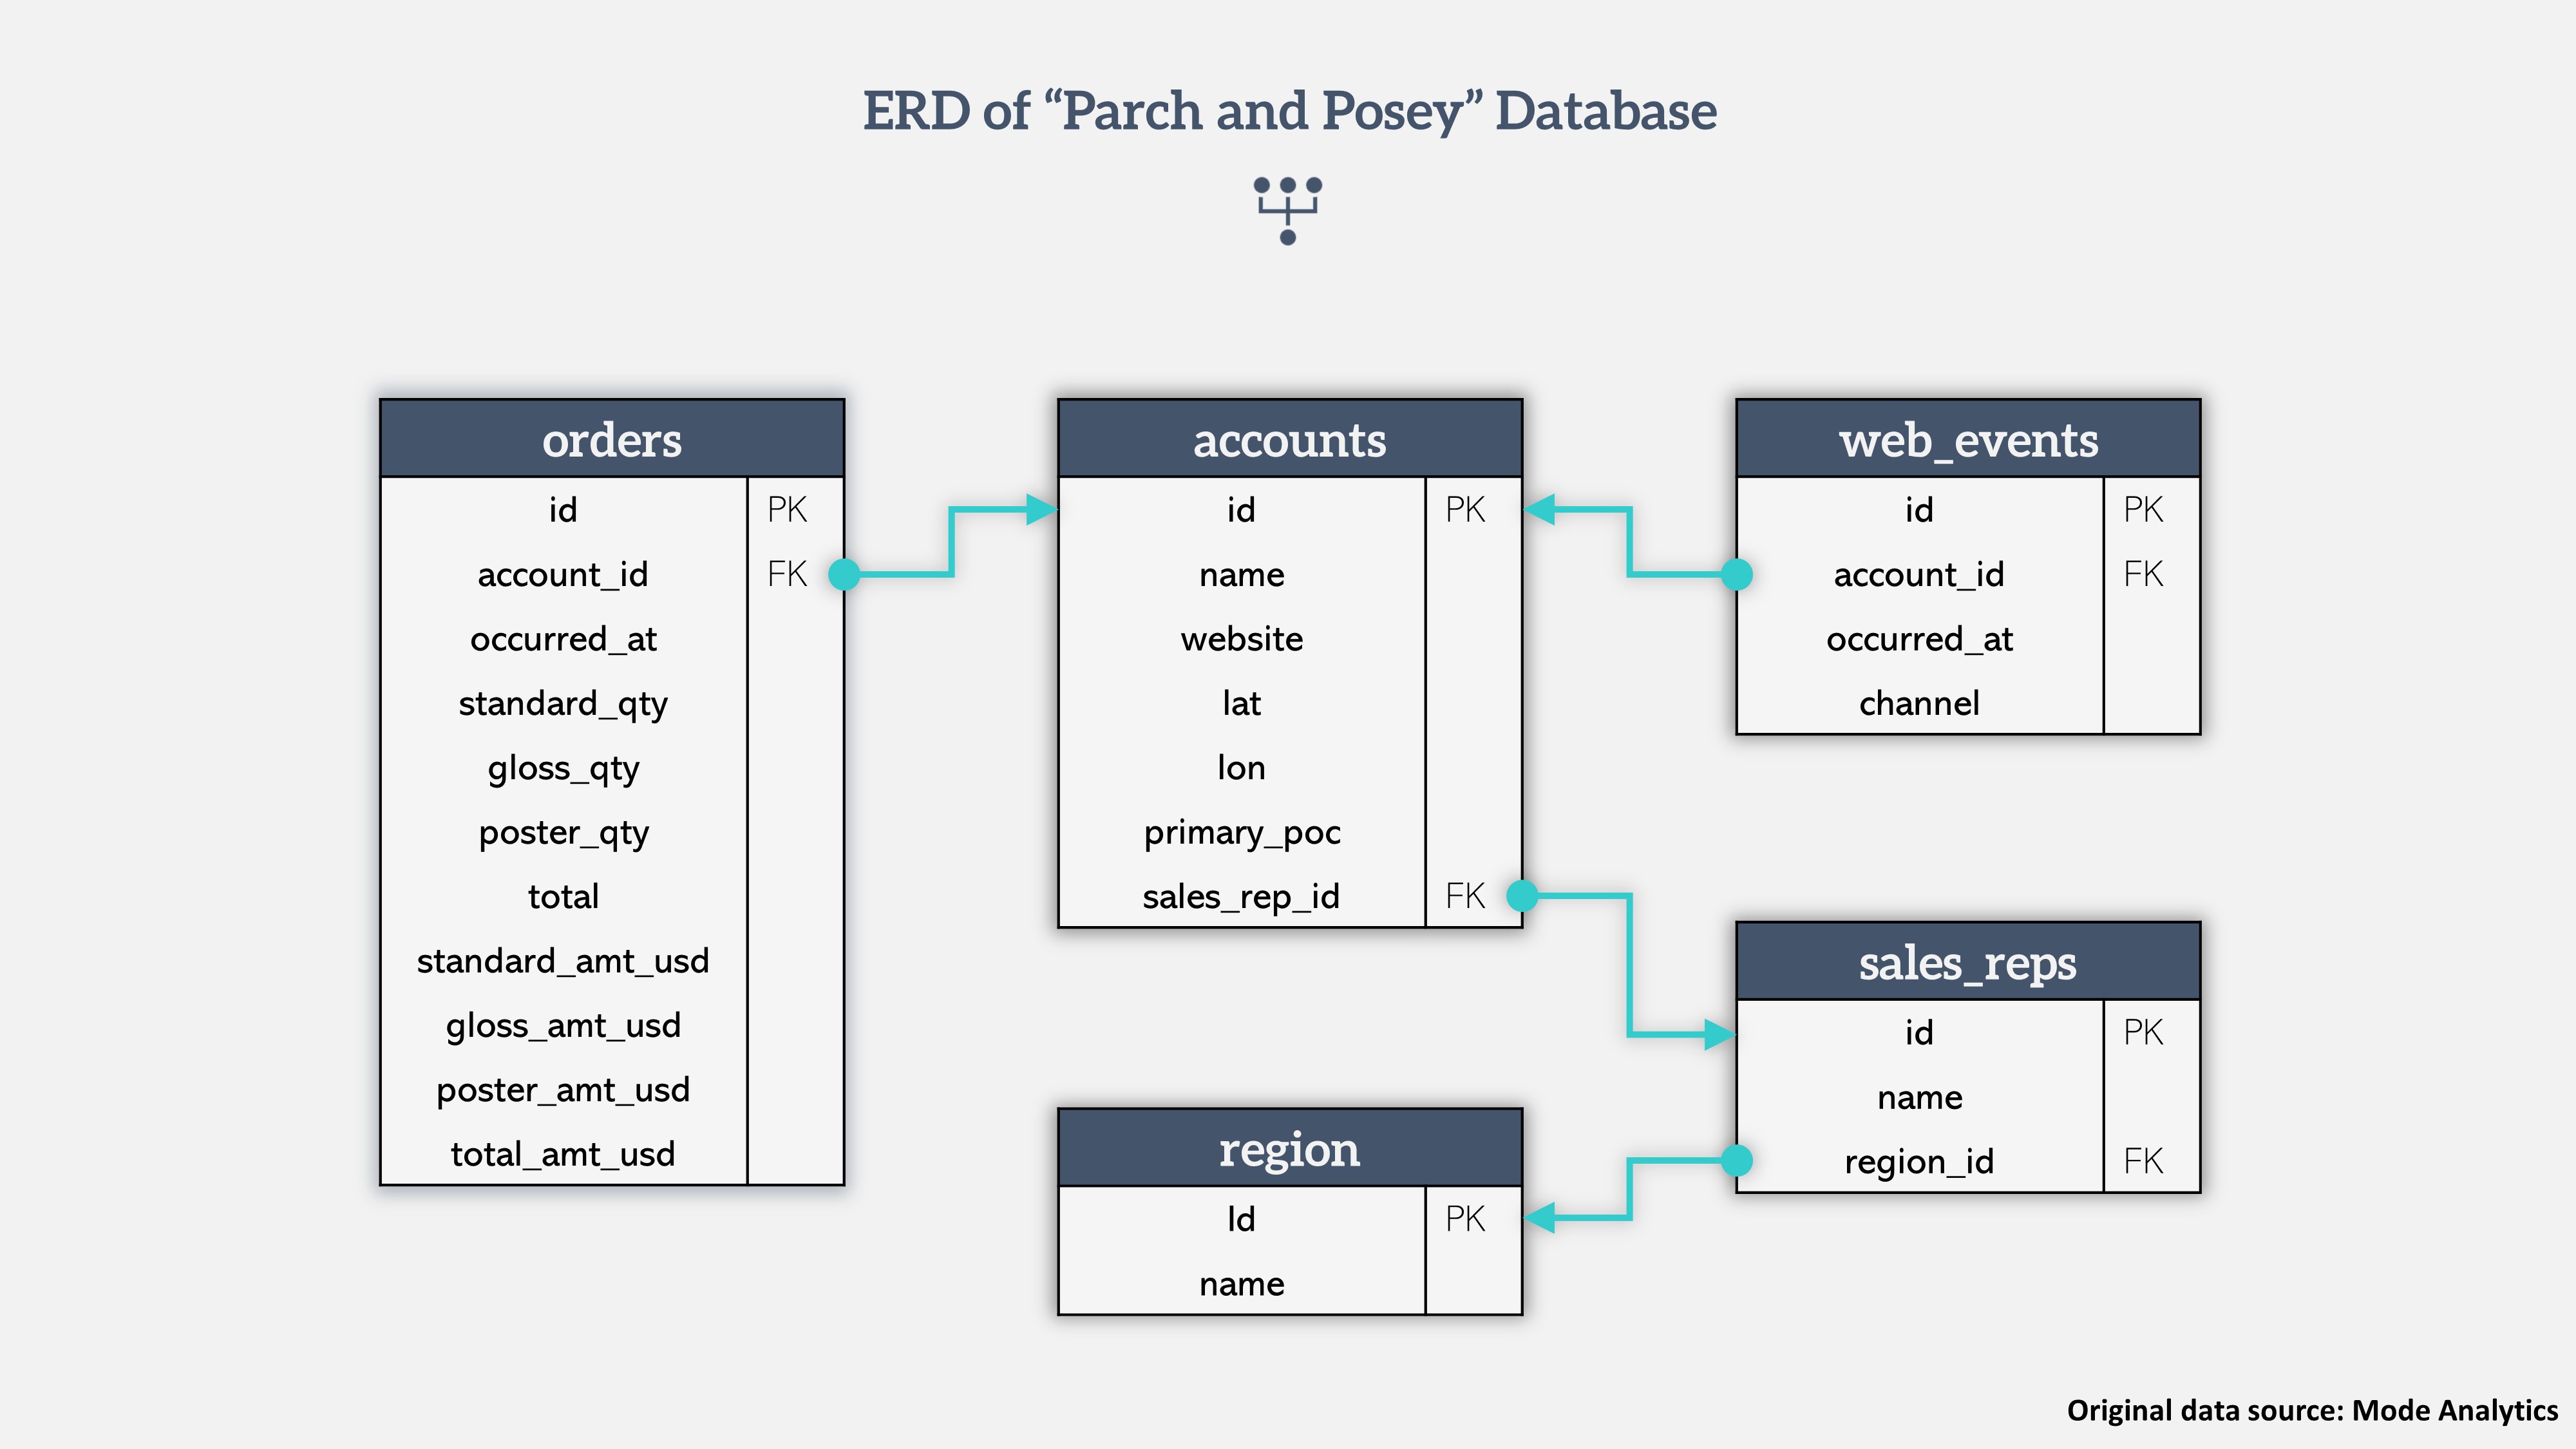 ERD of “Parch and Posey” Database
orders
id PK
account_id FK
occurred_at
standard_qty
gloss_qty
poster_qty
total
standard_amt_usd
gloss_amt_usd
poster_amt_usd
total_amt_usd
accounts
id PK
name
website
lat
lon
primary_poc
sales_rep_id FK
web_events
id PK
account_id FK
occurred_at
channel
sales_reps
id PK
name
region_id FK
region
Id PK
name
Original data source: Mode Analytics